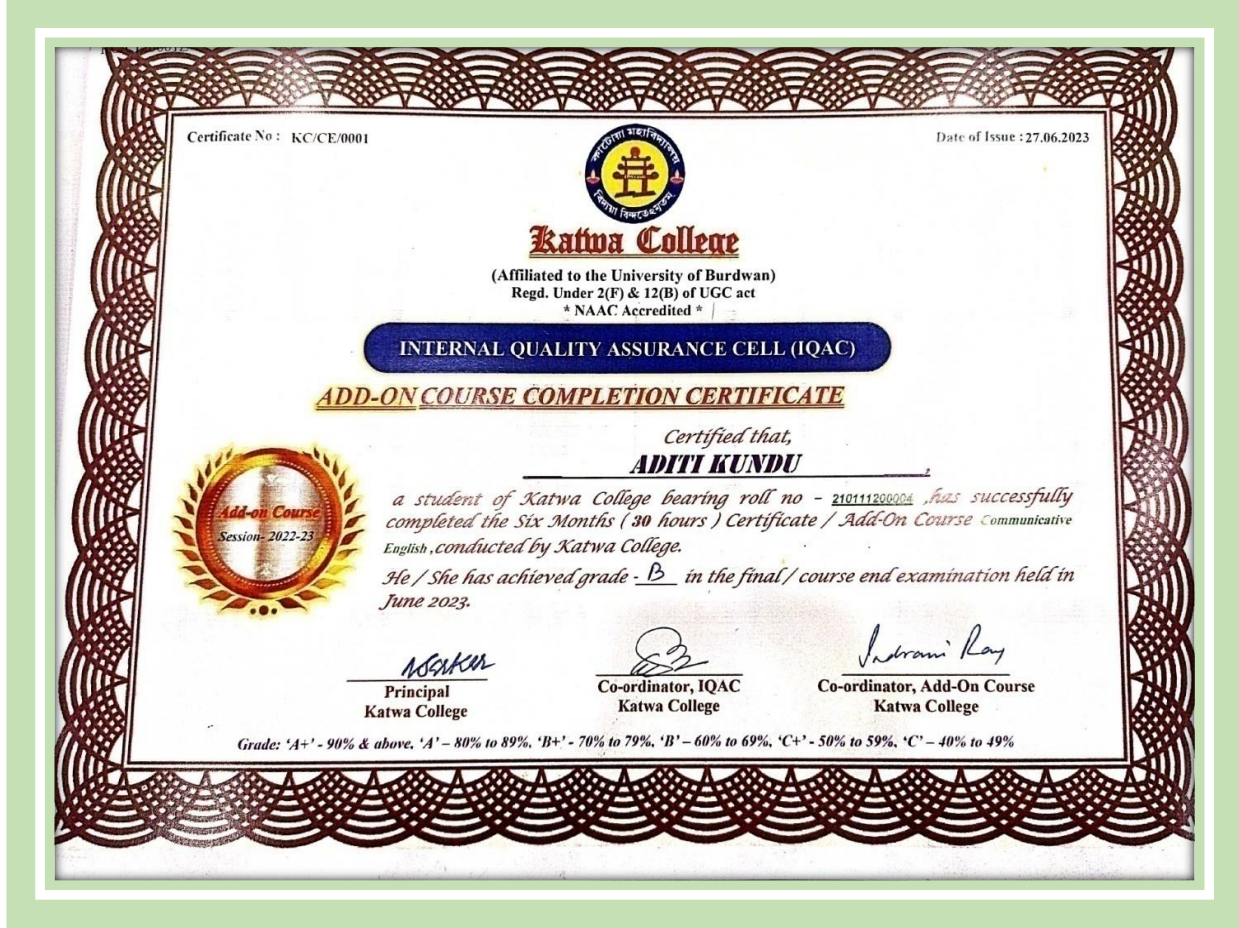 Certificate No : KC/CE/0001
Date of Issue : 27.06.2023
কাটোয়া মহাবিদ্যালয়
বিদ্যয়া বিন্দতেঽমৃতম্
Katwa College
(Affiliated to the University of Burdwan)
Regd. Under 2(F) & 12(B) of UGC act
* NAAC Accredited *
INTERNAL QUALITY ASSURANCE CELL (IQAC)
ADD-ON COURSE COMPLETION CERTIFICATE
Certified that,
ADITI KUNDU,
a student of Katwa College bearing roll no - 210111200004 ,has successfully
completed the Six Months ( 30 hours ) Certificate / Add-On Course Communicative
English ,conducted by Katwa College.
He / She has achieved grade - B in the final / course end examination held in
June 2023.
Add-on Course
Session- 2022-23
Principal
Katwa College
Co-ordinator, IQAC
Katwa College
Indrani Ray
Co-ordinator, Add-On Course
Katwa College
Grade: ‘A+’ - 90% & above, ‘A’ – 80% to 89%, ‘B+’ - 70% to 79%, ‘B’ – 60% to 69%, ‘C+’ - 50% to 59%, ‘C’ – 40% to 49%